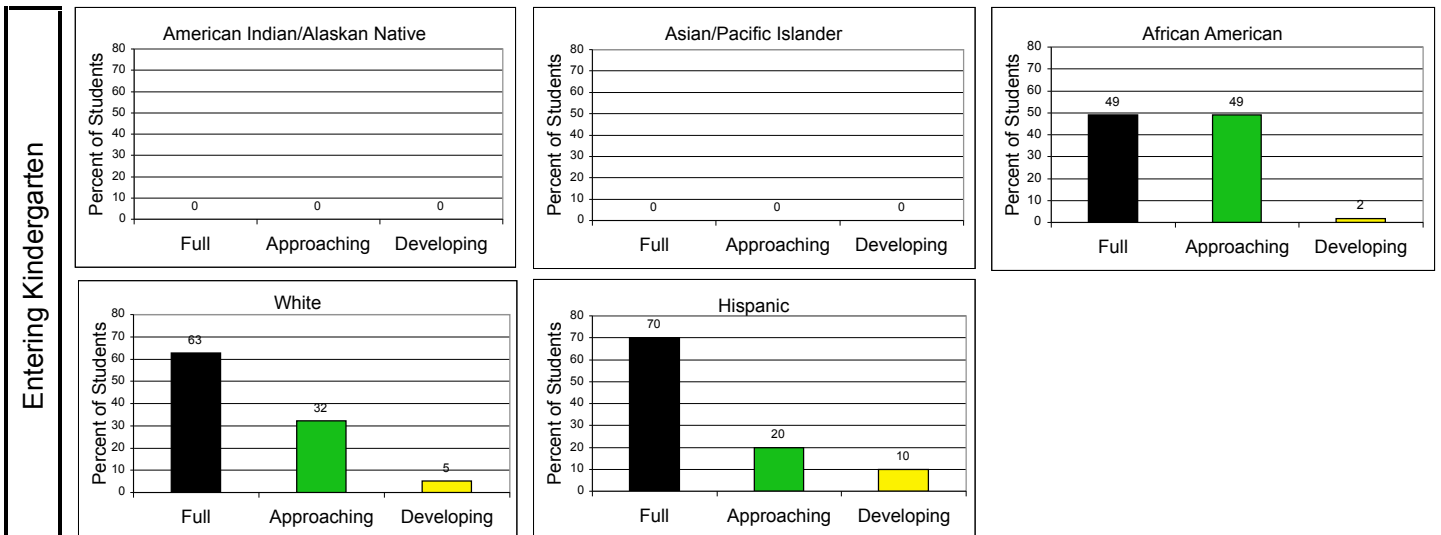 Entering Kindergarten
American Indian/Alaskan Native
Percent of Students
80
70
60
50
40
30
20
10
0
0 0 0
Full Approaching Developing
Asian/Pacific Islander
Percent of Students
80
70
60
50
40
30
20
10
0
0 0 0
Full Approaching Developing
African American
Percent of Students
80
70
60
50
40
30
20
10
0
49 49 2
Full Approaching Developing
White
Percent of Students
80
70
60
50
40
30
20
10
0
63 32 5
Full Approaching Developing
Hispanic
Percent of Students
80
70
60
50
40
30
20
10
0
70 20 10
Full Approaching Developing